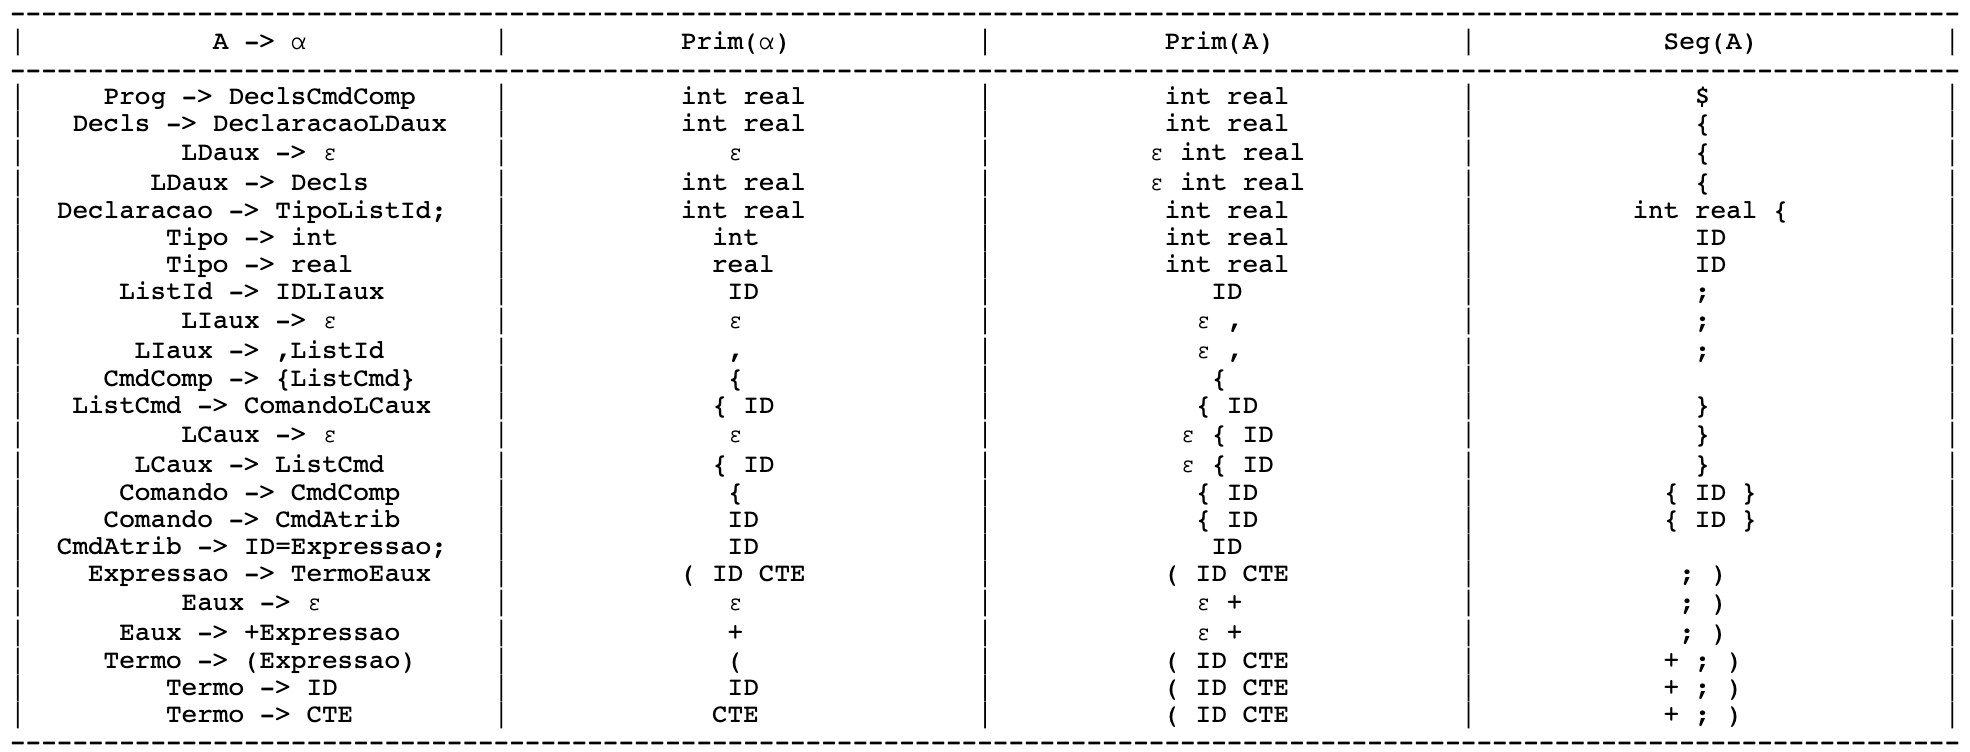 A -> α | Prim(α) | Prim(A) | Seg(A)
Prog -> DeclsCmdComp | int real | int real | $
Decls -> DeclaracaoLDaux | int real | int real | {
LDaux -> ε | ε | ε int real | {
LDaux -> Decls | int real | ε int real | {
Declaracao -> TipoListId; | int real | int real | int real {
Tipo -> int | int | int real | ID
Tipo -> real | real | int real | ID
ListId -> IDLIaux | ID | ID | ;
LIaux -> ε | ε | ε , | ;
LIaux -> ,ListId | , | ε , | ;
CmdComp -> {ListCmd} | { | { |
ListCmd -> ComandoLCaux | { ID | { ID | }
LCaux -> ε | ε | ε { ID | }
LCaux -> ListCmd | { ID | ε { ID | }
Comando -> CmdComp | { | { ID | { ID }
Comando -> CmdAtrib | ID | { ID | { ID }
CmdAtrib -> ID=Expressao; | ID | ID |
Expressao -> TermoEaux | ( ID CTE | ( ID CTE | ; )
Eaux -> ε | ε | ε + | ; )
Eaux -> +Expressao | + | ε + | ; )
Termo -> (Expressao) | ( | ( ID CTE | + ; )
Termo -> ID | ID | ( ID CTE | + ; )
Termo -> CTE | CTE | ( ID CTE | + ; )